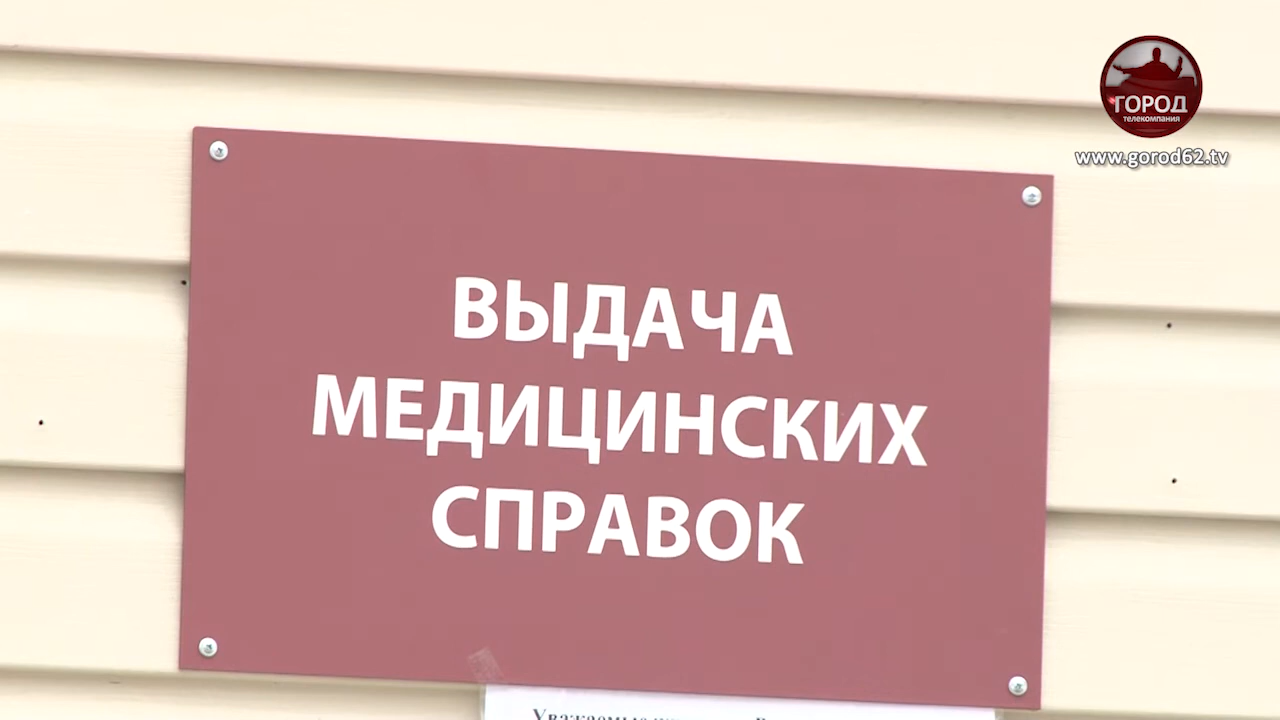 ГОРОД
телекомпания
www.gorod62.tv
ВЫДАЧА
МЕДИЦИНСКИХ
СПРАВОК